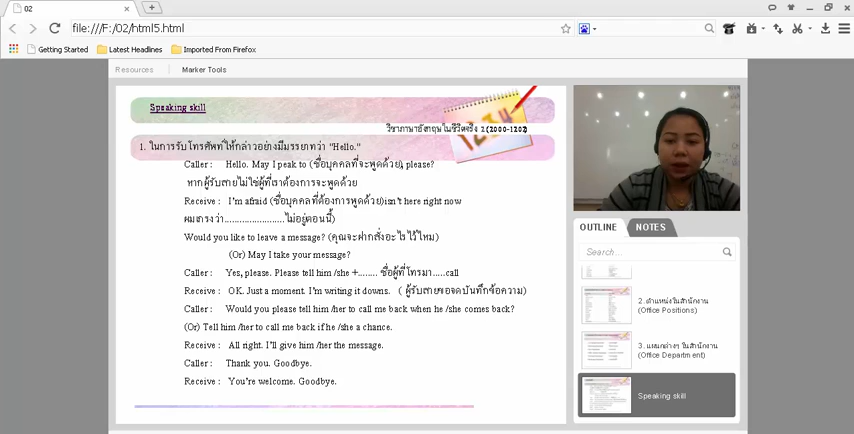 02
file:///F:/02/html5.html
Getting Started
Latest Headlines
Imported From Firefox
Resources
Marker Tools
Speaking skill
วิชาภาษาอังกฤษในชีวิตจริง 2 (2000-1202)
1. ในการรับโทรศัพท์ให้กล่าวอย่างมีมรรยาทว่า "Hello."
Caller : Hello. May I peak to (ชื่อบุคคลที่จะพูดด้วย), please?
หากผู้รับสายไม่ใช่ผู้ที่เราต้องการจะพูดด้วย
Receive : I'm afraid (ชื่อบุคคลที่ต้องการพูดด้วย)isn't here right now
ผมเกรงว่า.......................ไม่อยู่ตอนนี้)
Would you like to leave a message? (คุณจะฝากสั่งอะไรไว้ไหม)
(Or) May I take your message?
Caller : Yes, please. Please tell him /she +........ ชื่อผู้ที่โทรมา.....call
Receive : OK. Just a moment. I'm writing it downs. ( ผู้รับสายขอจดบันทึกข้อความ)
Caller : Would you please tell him /her to call me back when he /she comes back?
(Or) Tell him /her to call me back if he /she a chance.
Receive : All right. I'll give him /her the message.
Caller : Thank you. Goodbye.
Receive : You're welcome. Goodbye.
OUTLINE
NOTES
Search...
2.ตำแหน่งในสำนักงาน
(Office Positions)
3. แผนกต่างๆ ในสำนักงาน
(Office Department)
Speaking skill